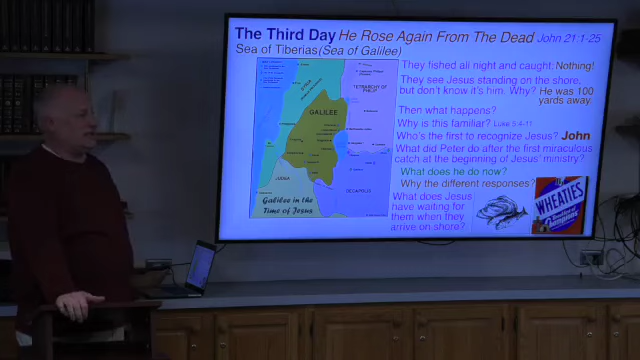 The Third Day He Rose Again From The Dead John 21:1-25
Sea of Tiberias (Sea of Galilee)
They fished all night and caught: Nothing!
They see Jesus standing on the shore,
but don't know it's him. Why? He was 100
yards away.
Then what happens?
Why is this familiar? Luke 5:4-11
Who's the first to recognize Jesus? John
What did Peter do after the first miraculous
catch at the beginning of Jesus' ministry?
What does he do now?
Why the different responses?
What does Jesus
have waiting for
them when they
arrive on shore?
GALILEE
TETRARCHY OF
PHILIP
DECAPOLIS
Galilee in the
Time of Jesus
WHEATIES